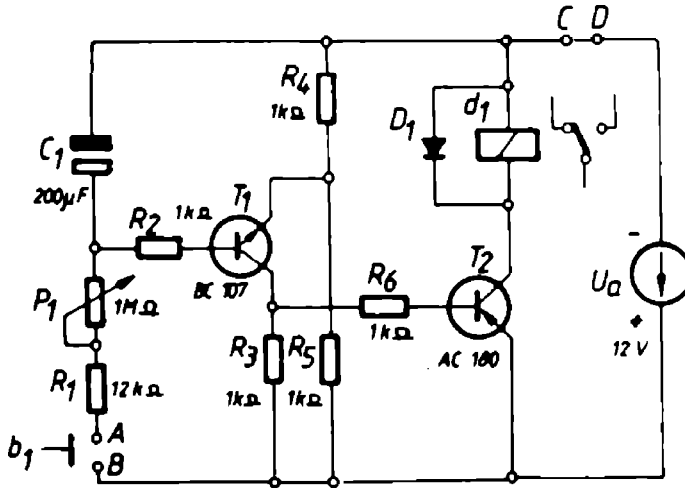 C D
R4
1kΩ
D1
d1
C1
200µF
R2
1kΩ
T1
BC 107
P1
1MΩ
R6
1kΩ
T2
AC 180
Ua
-
+
12 V
R3
1kΩ
R5
1kΩ
R1
12kΩ
b1
A
B